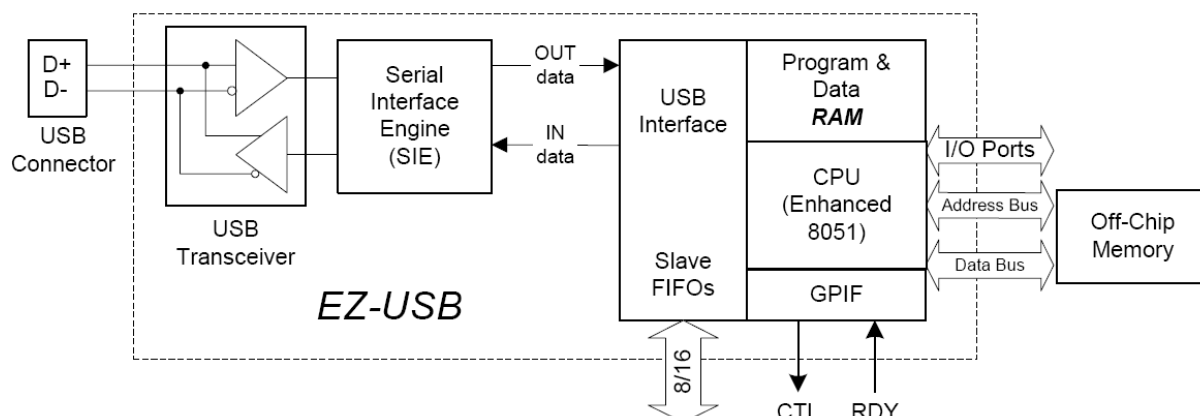 D+
D-
USB
Connector
USB
Transceiver
Serial
Interface
Engine
(SIE)
OUT
data
IN
data
EZ-USB
USB
Interface
Slave
FIFOs
Program &
Data
RAM
CPU
(Enhanced
8051)
GPIF
I/O Ports
Address Bus
Data Bus
Off-Chip
Memory
8/16
CTL
RDY